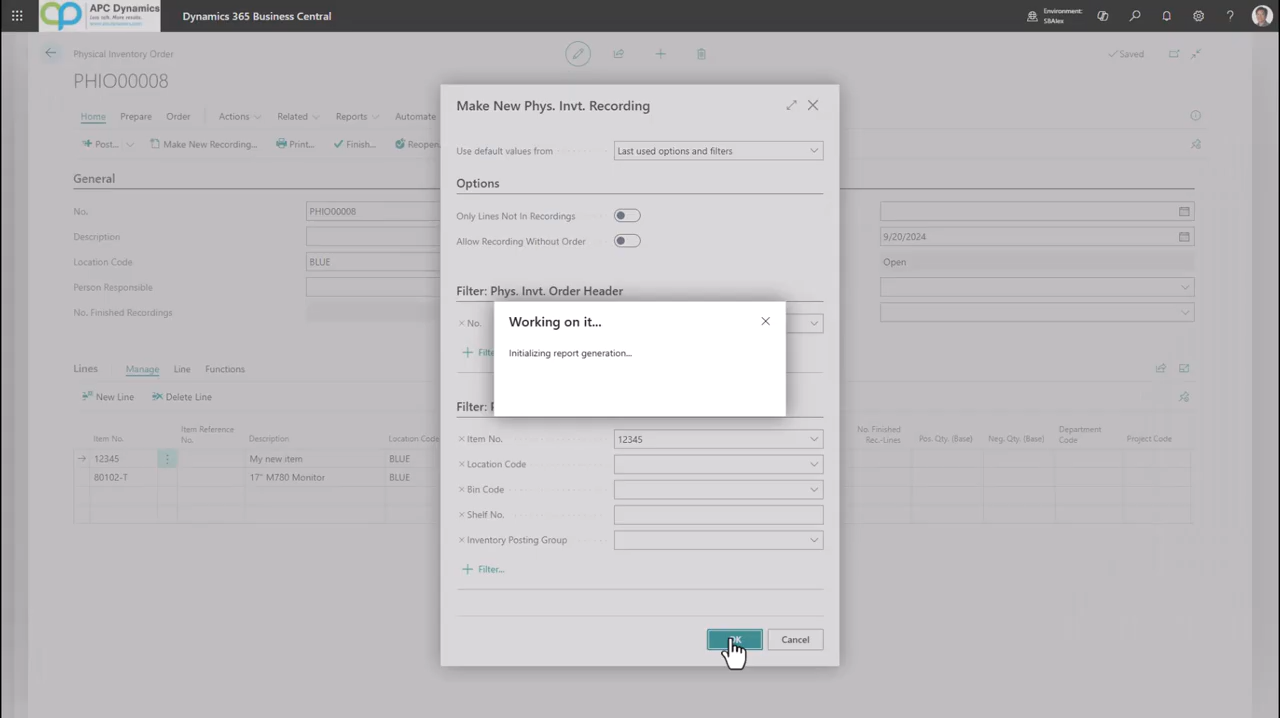 APC Dynamics
Less talk. More results.
Dynamics 365 Business Central
Environment:
SBAlex
?
Physical Inventory Order
Saved
PHIO00008
Home
Prepare
Order
Actions
Related
Reports
Automate
Post...
Make New Recording...
Print...
Finish...
Reopen
General
No.
PHIO00008
Description
9/20/2024
Location Code
BLUE
Open
Person Responsible
No. Finished Recordings
Lines
Manage
Line
Functions
New Line
Delete Line
Item No.
Item Reference
No.
Description
Location Code
No. Finished
Rec.-Lines
Pos. Qty. (Base)
Neg. Qty. (Base)
Department
Code
Project Code
12345
My new item
BLUE
80102-T
17" M780 Monitor
BLUE
Make New Phys. Invt. Recording
Use default values from
Last used options and filters
Options
Only Lines Not In Recordings
Allow Recording Without Order
Filter: Phys. Invt. Order Header
× No.
+ Filte
Filter:
Working on it...
Initializing report generation...
× Item No.
12345
× Location Code
× Bin Code
× Shelf No.
× Inventory Posting Group
+ Filter...
OK
Cancel